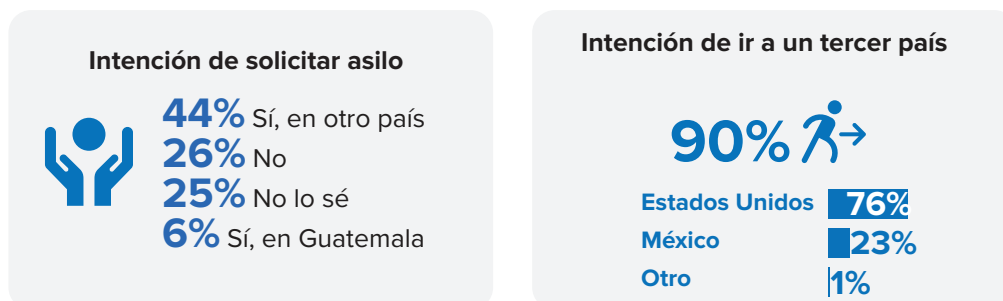 Intención de solicitar asilo
44% Sí, en otro país
26% No
25% No lo sé
6% Sí, en Guatemala
Intención de ir a un tercer país
90%
Estados Unidos 76%
México 23%
Otro 1%